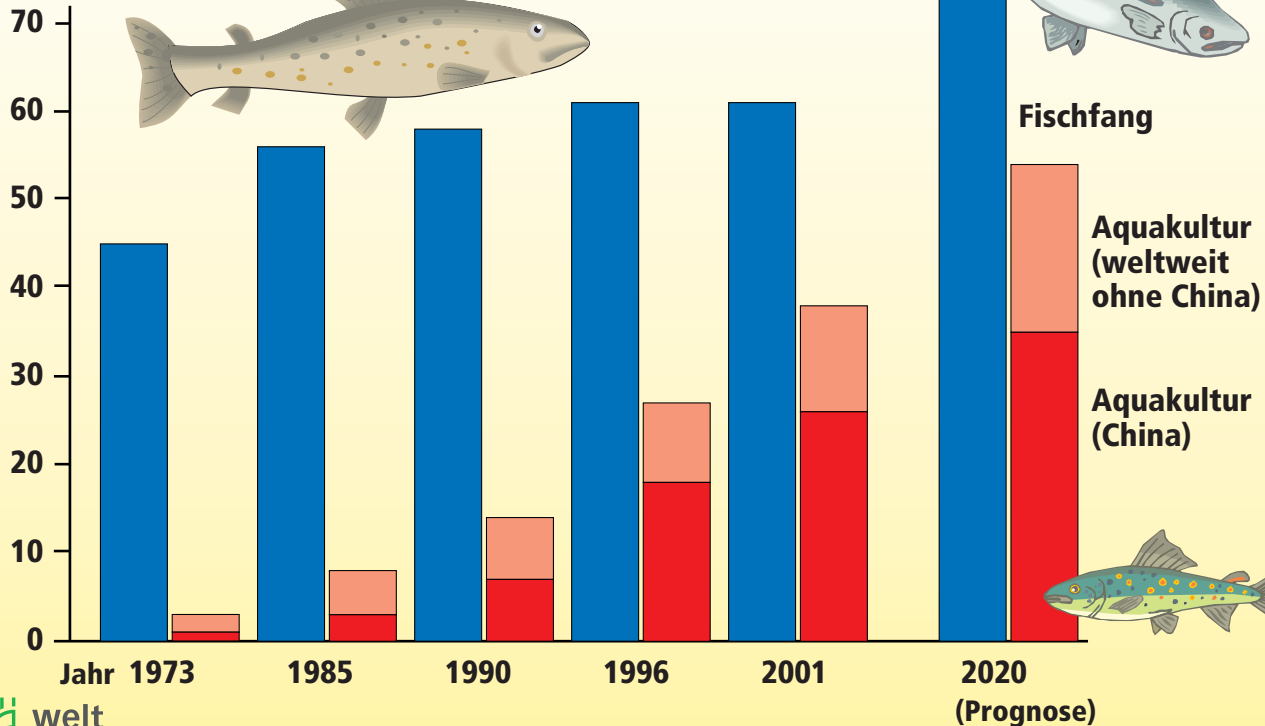 70
60
50
40
30
20
10
0
Fischfang
Aquakultur
(weltweit
ohne China)
Aquakultur
(China)
Jahr 1973 1985 1990 1996 2001 2020
(Prognose)
welt